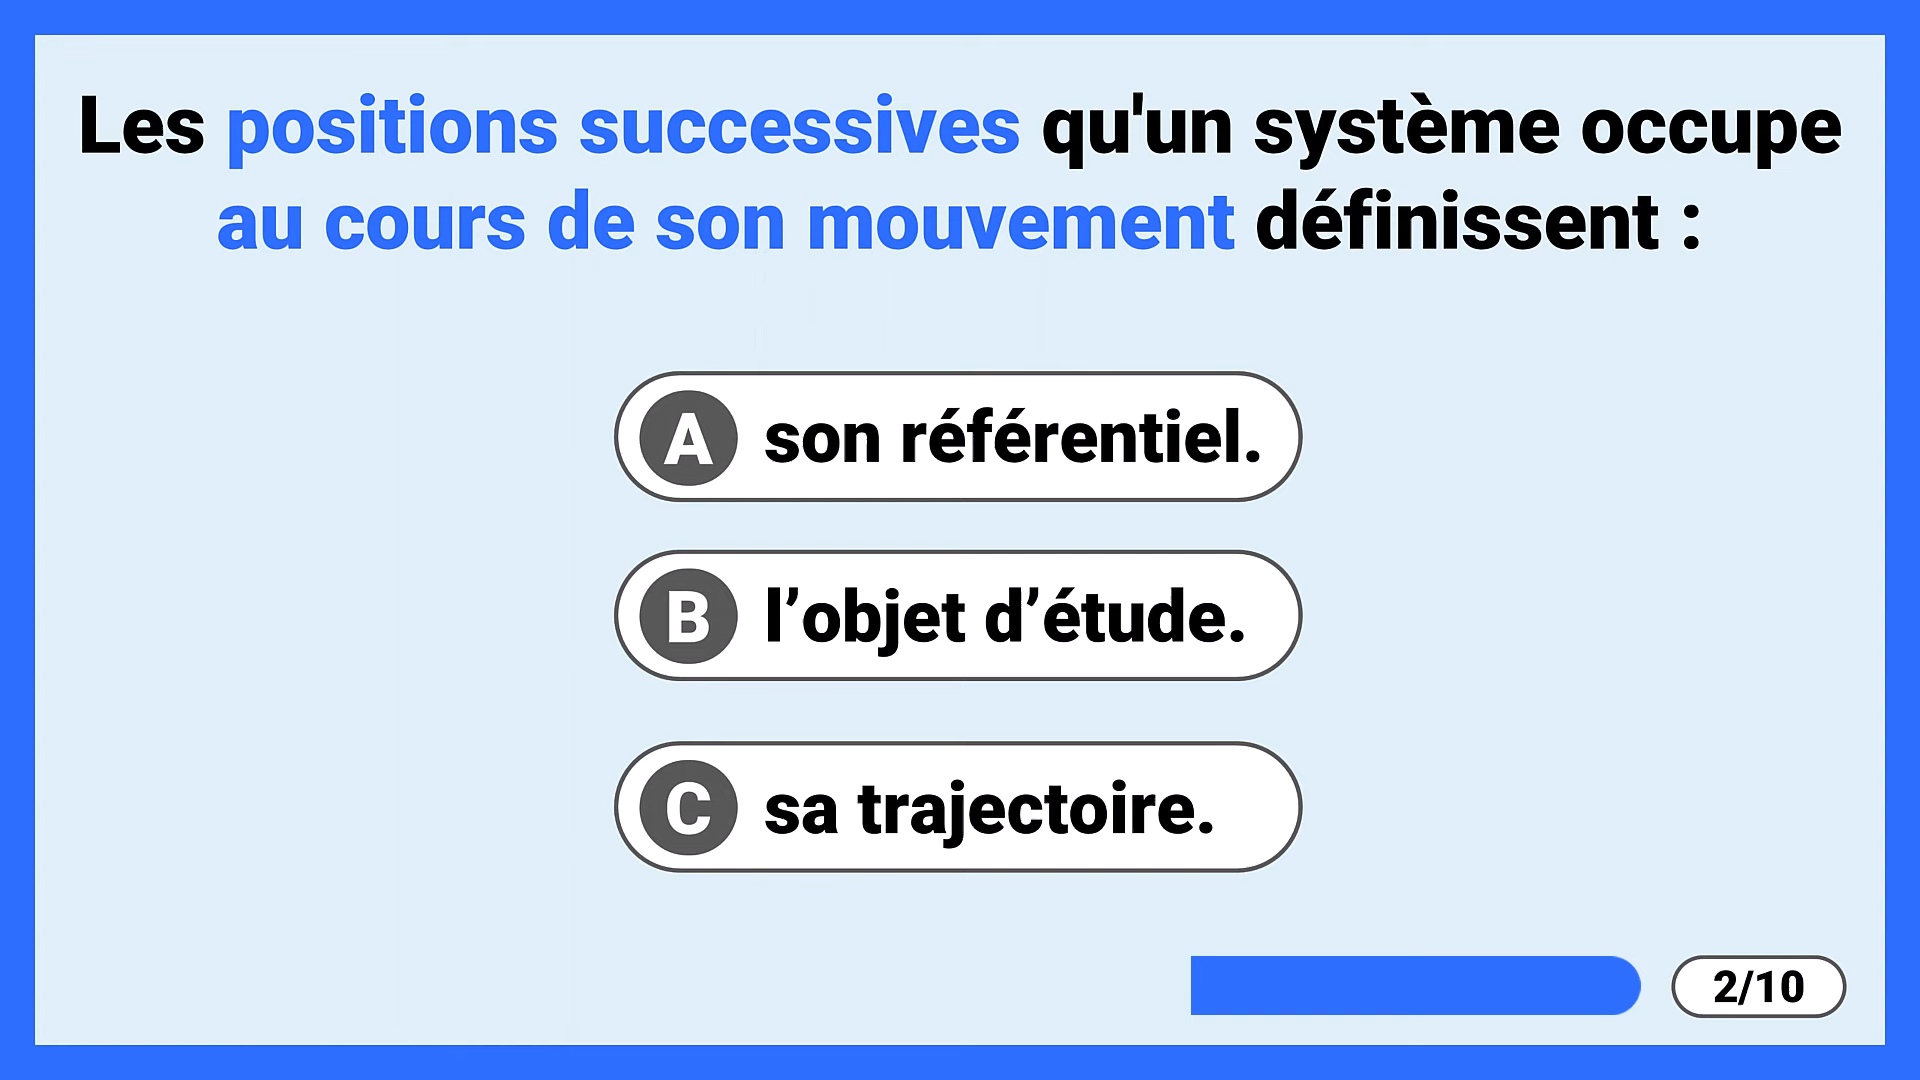 Les positions successives qu'un système occupe
au cours de son mouvement définissent :
A son référentiel.
B l’objet d’étude.
C sa trajectoire.
2/10